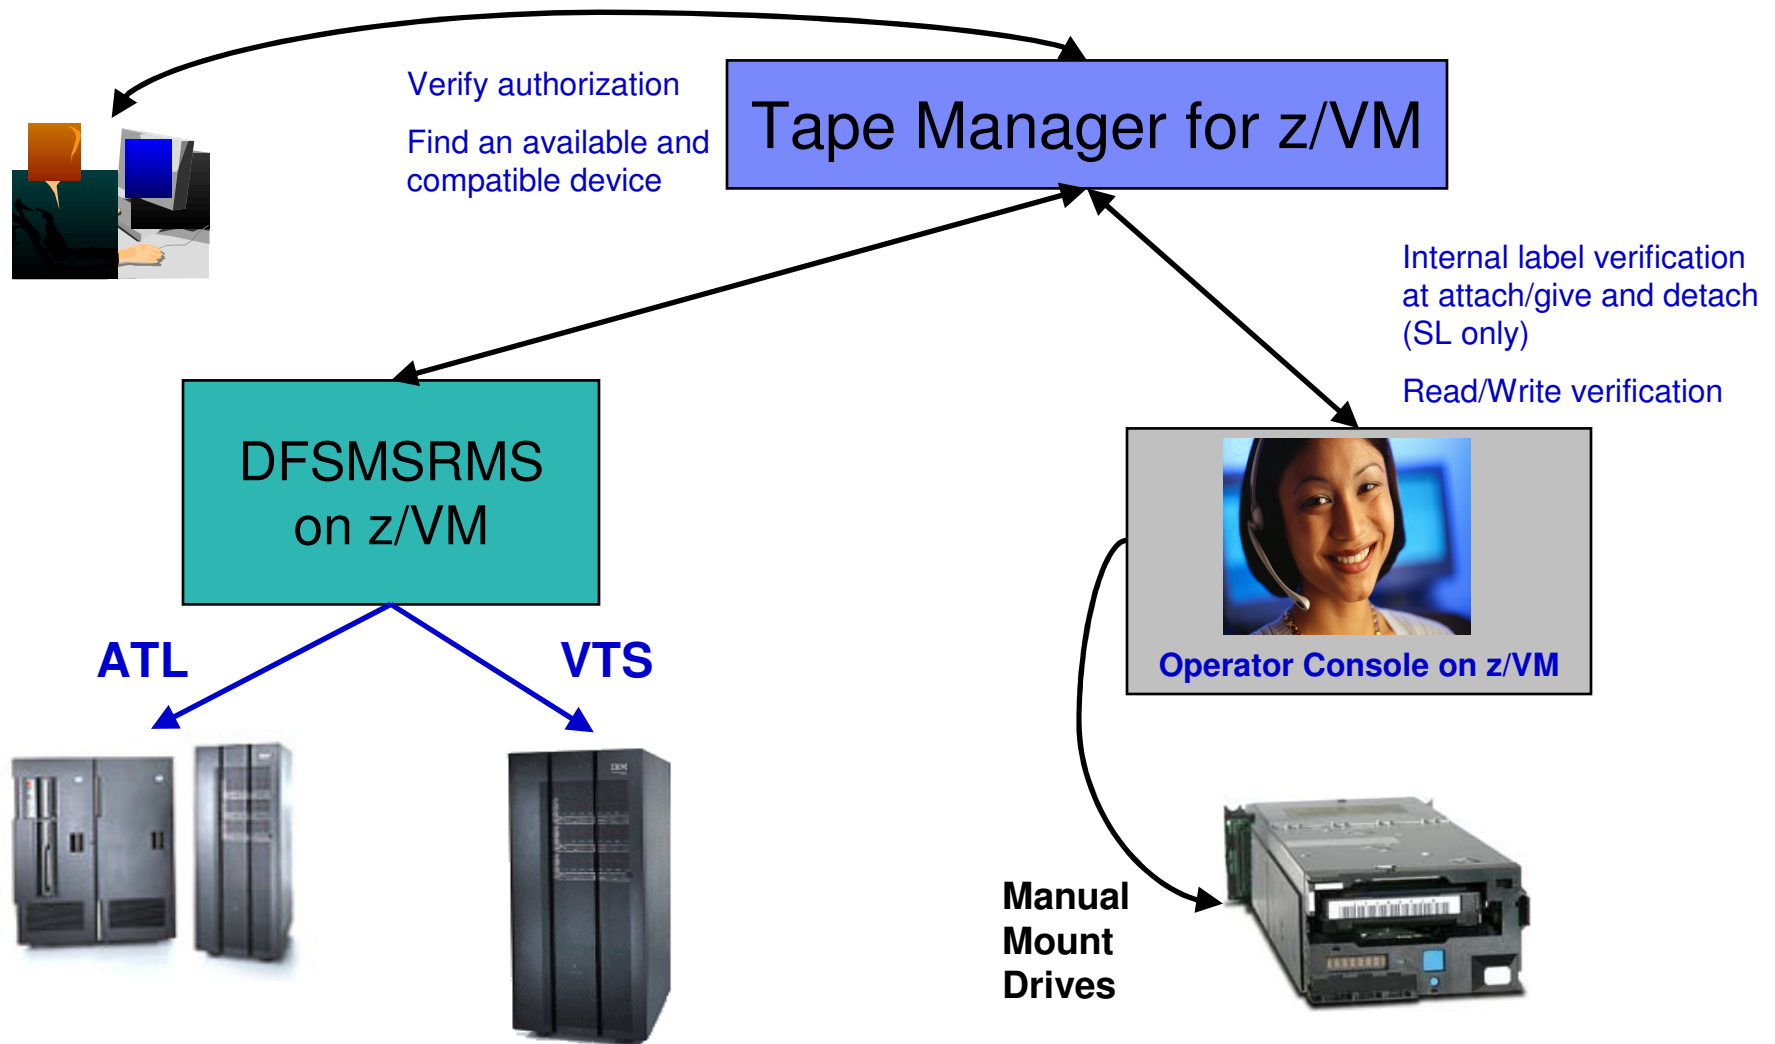 Verify authorization
Find an available and
compatible device
Tape Manager for z/VM
Internal label verification
at attach/give and detach
(SL only)
Read/Write verification
DFSMSRMS
on z/VM
Operator Console on z/VM
ATL
VTS
IBM
Manual
Mount
Drives